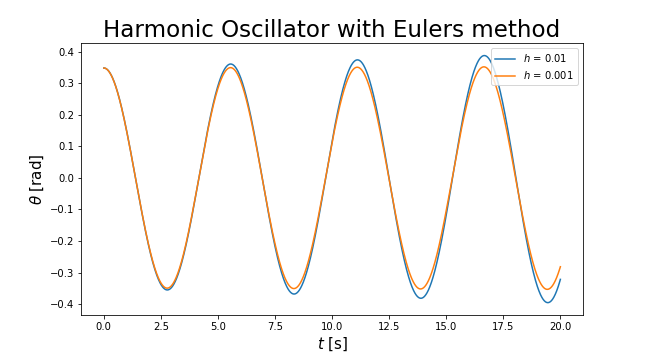 Harmonic Oscillator with Eulers method
h = 0.01
h = 0.001
θ [rad]
0.4
0.3
0.2
0.1
0.0
−0.1
−0.2
−0.3
−0.4
0.0 2.5 5.0 7.5 10.0 12.5 15.0 17.5 20.0
t [s]